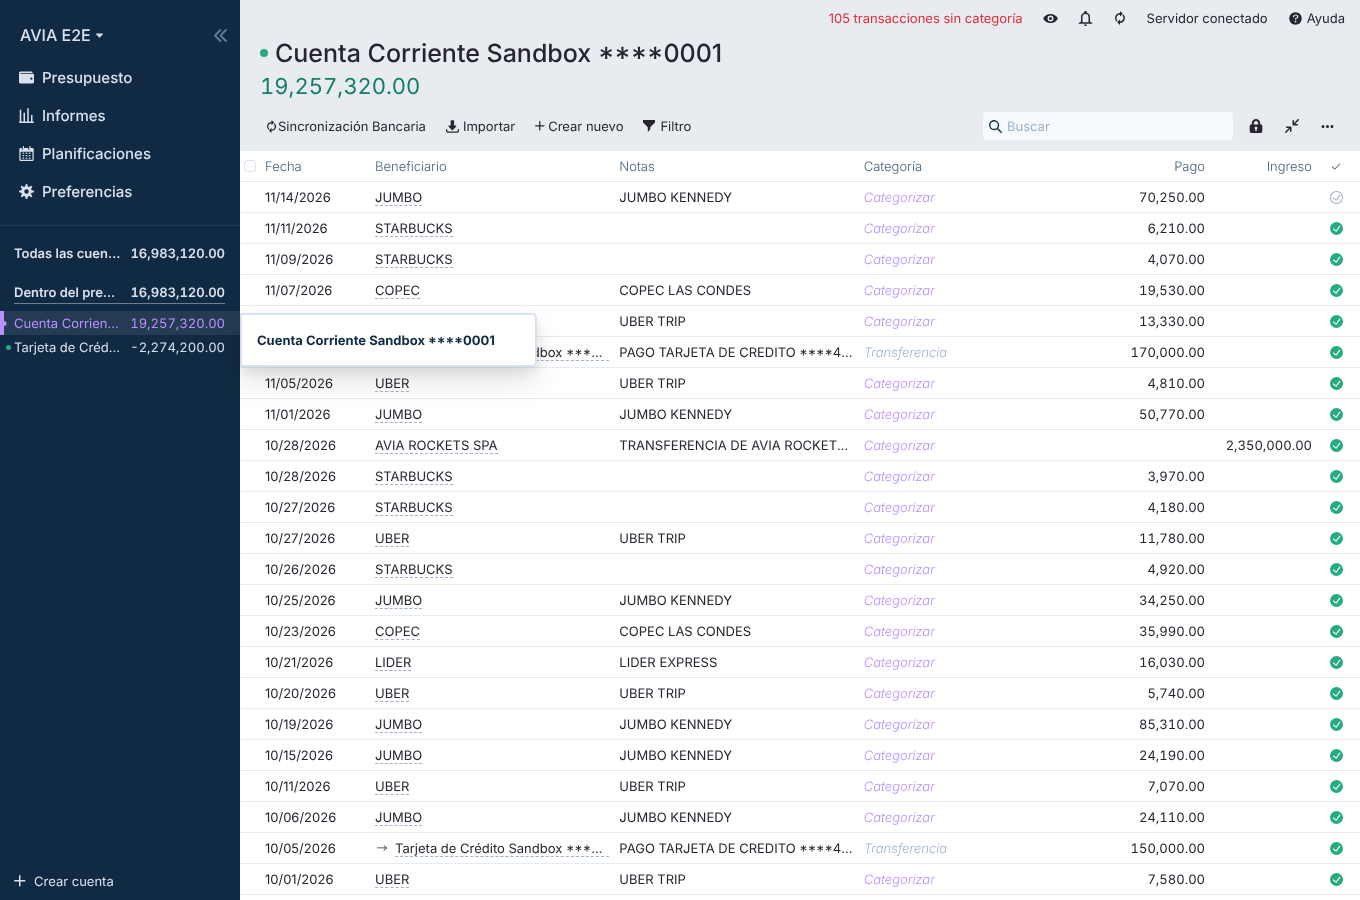 AVIA E2E
Presupuesto
Informes
Planificaciones
Preferencias
Todas las cuen... 16,983,120.00
Dentro del pre... 16,983,120.00
Cuenta Corrien... 19,257,320.00
Tarjeta de Créd... -2,274,200.00
+ Crear cuenta
105 transacciones sin categoría Servidor conectado Ayuda
Cuenta Corriente Sandbox ****0001
19,257,320.00
Sincronización Bancaria Importar + Crear nuevo Filtro Buscar
Fecha Beneficiario Notas Categoría Pago Ingreso
11/14/2026 JUMBO JUMBO KENNEDY Categorizar 70,250.00
11/11/2026 STARBUCKS Categorizar 6,210.00
11/09/2026 STARBUCKS Categorizar 4,070.00
11/07/2026 COPEC COPEC LAS CONDES Categorizar 19,530.00
UBER TRIP Categorizar 13,330.00
Cuenta Corriente Sandbox ****0001
dbox ***... PAGO TARJETA DE CREDITO ****4... Transferencia 170,000.00
11/05/2026 UBER UBER TRIP Categorizar 4,810.00
11/01/2026 JUMBO JUMBO KENNEDY Categorizar 50,770.00
10/28/2026 AVIA ROCKETS SPA TRANSFERENCIA DE AVIA ROCKET... Categorizar 2,350,000.00
10/28/2026 STARBUCKS Categorizar 3,970.00
10/27/2026 STARBUCKS Categorizar 4,180.00
10/27/2026 UBER UBER TRIP Categorizar 11,780.00
10/26/2026 STARBUCKS Categorizar 4,920.00
10/25/2026 JUMBO JUMBO KENNEDY Categorizar 34,250.00
10/23/2026 COPEC COPEC LAS CONDES Categorizar 35,990.00
10/21/2026 LIDER LIDER EXPRESS Categorizar 16,030.00
10/20/2026 UBER UBER TRIP Categorizar 5,740.00
10/19/2026 JUMBO JUMBO KENNEDY Categorizar 85,310.00
10/15/2026 JUMBO JUMBO KENNEDY Categorizar 24,190.00
10/11/2026 UBER UBER TRIP Categorizar 7,070.00
10/06/2026 JUMBO JUMBO KENNEDY Categorizar 24,110.00
10/05/2026 → Tarjeta de Crédito Sandbox ***... PAGO TARJETA DE CREDITO ****4... Transferencia 150,000.00
10/01/2026 UBER UBER TRIP Categorizar 7,580.00